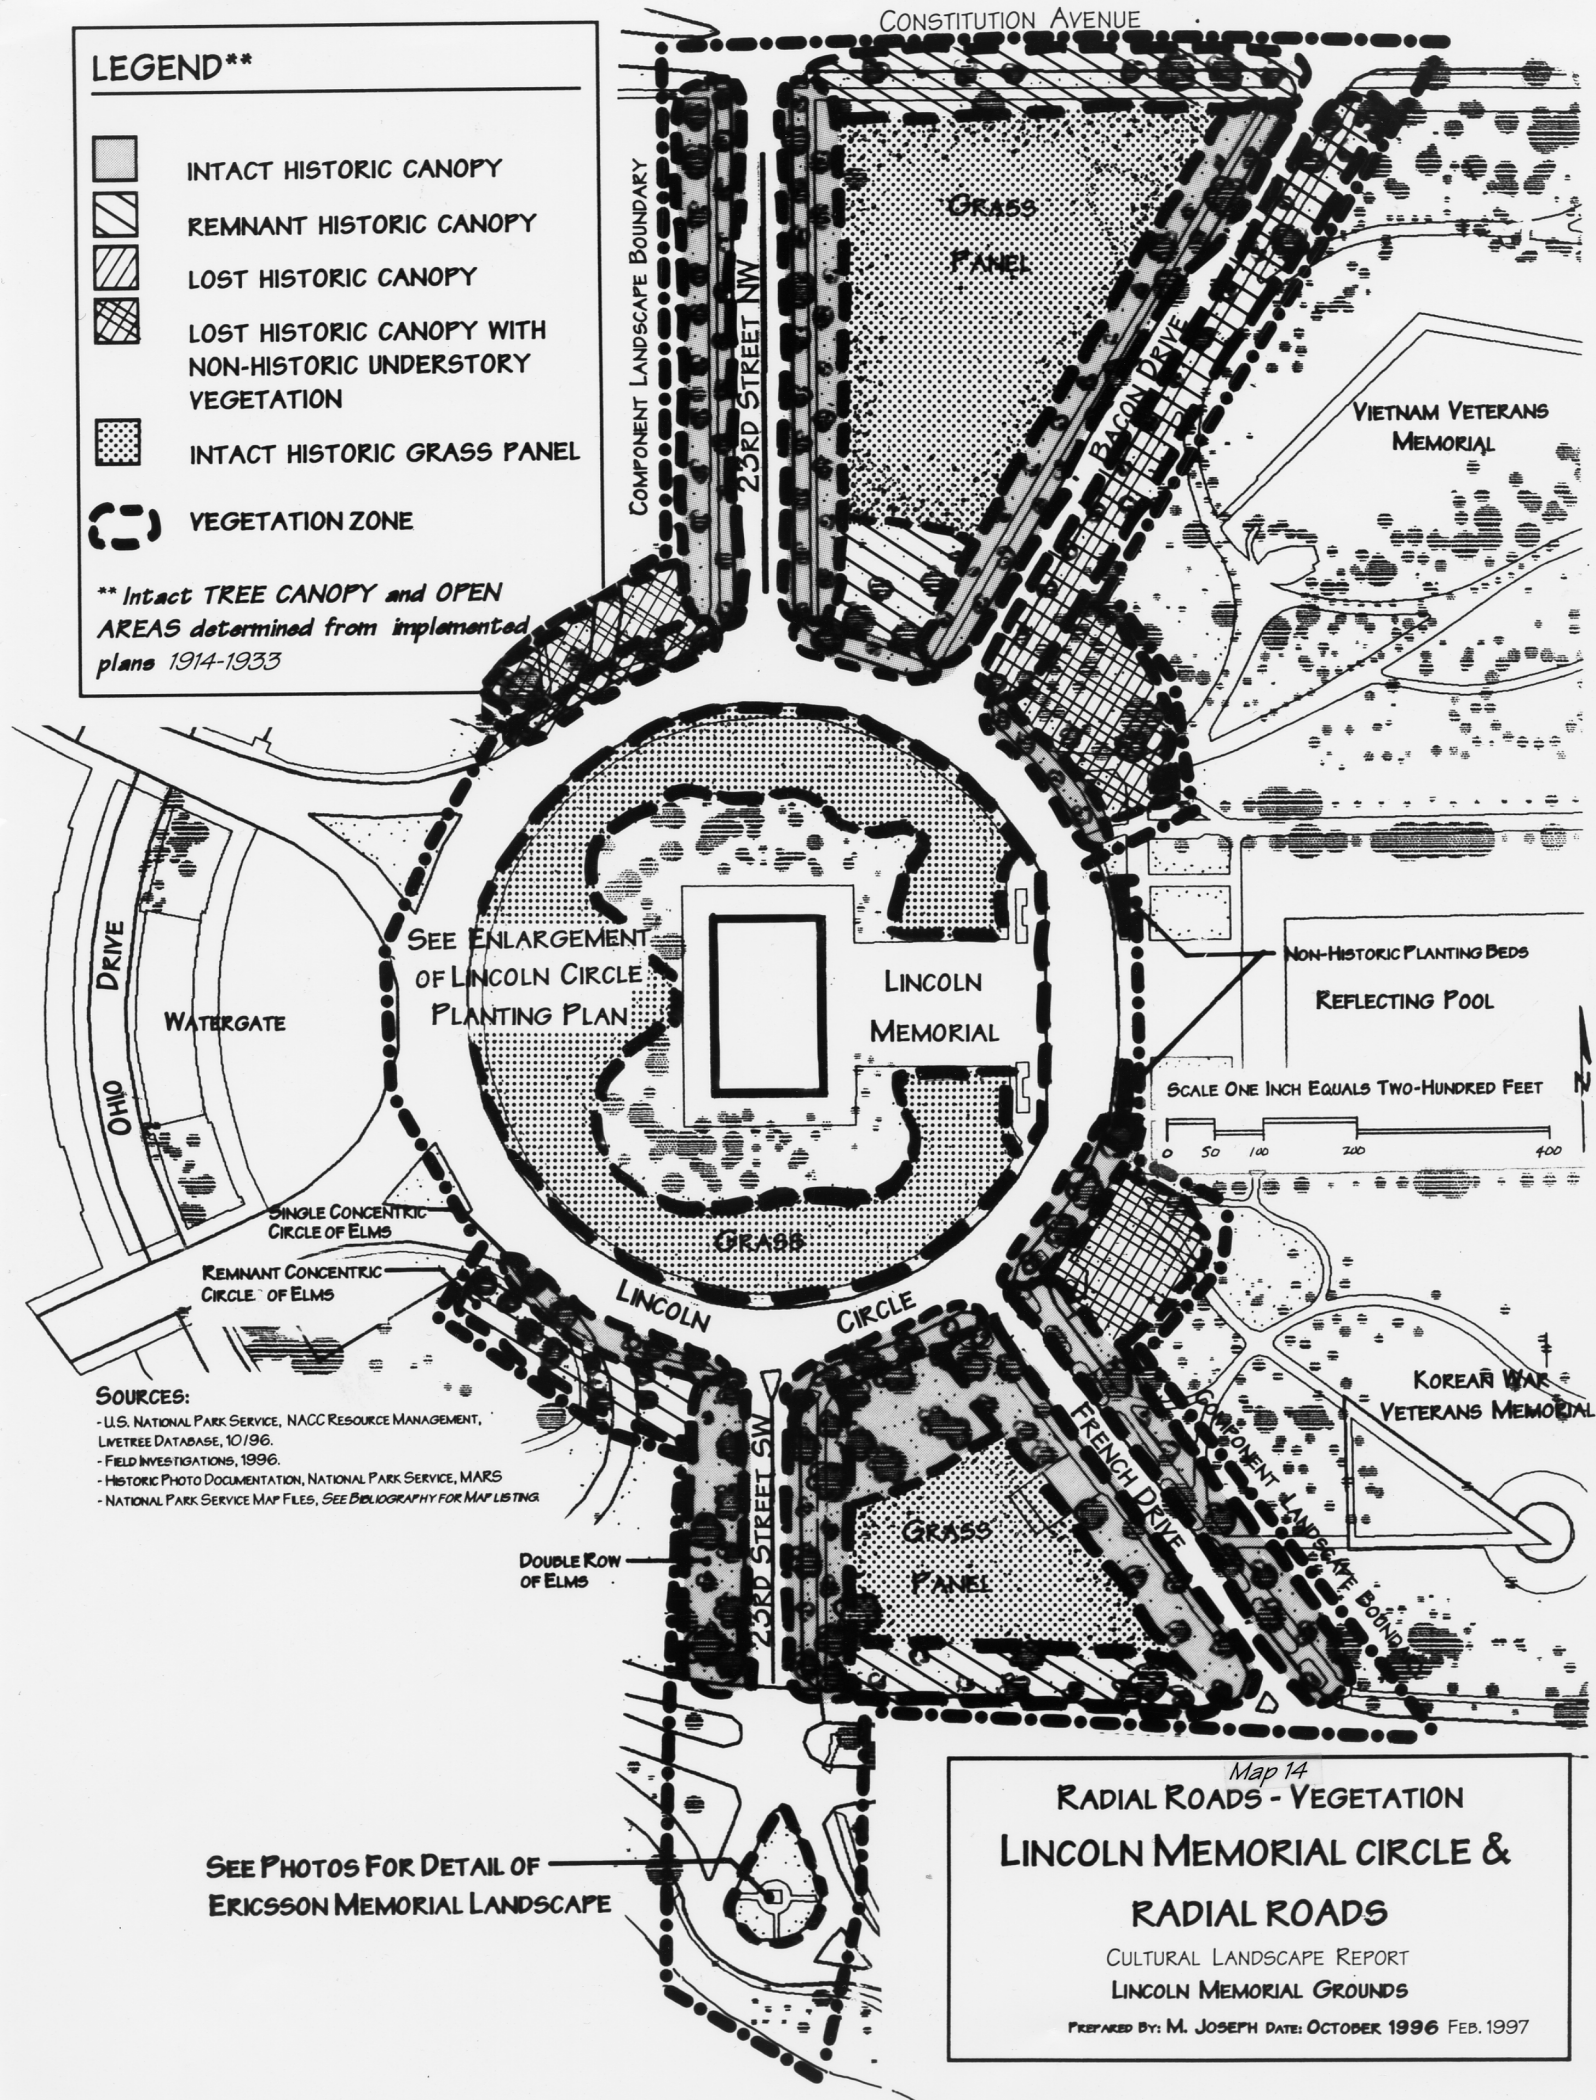 CONSTITUTION AVENUE
LEGEND**
INTACT HISTORIC CANOPY
REMNANT HISTORIC CANOPY
LOST HISTORIC CANOPY
LOST HISTORIC CANOPY WITH
NON-HISTORIC UNDERSTORY
VEGETATION
INTACT HISTORIC GRASS PANEL
VEGETATION ZONE
** Intact TREE CANOPY and OPEN
AREAS determined from implemented
plans 1914-1933
COMPONENT LANDSCAPE BOUNDARY
23RD STREET NW
GRASS
PANEL
BACON DRIVE
VIETNAM VETERANS
MEMORIAL
OHIO DRIVE
WATERGATE
SEE ENLARGEMENT
OF LINCOLN CIRCLE
PLANTING PLAN
LINCOLN
MEMORIAL
NON-HISTORIC PLANTING BEDS
REFLECTING POOL
SCALE ONE INCH EQUALS TWO-HUNDRED FEET
0 50 100 200 400
N
SINGLE CONCENTRIC
CIRCLE OF ELMS
REMNANT CONCENTRIC
CIRCLE OF ELMS
GRASS
LINCOLN CIRCLE
SOURCES:
- U.S. NATIONAL PARK SERVICE, NACC RESOURCE MANAGEMENT,
LIVETREE DATABASE, 10/96.
- FIELD INVESTIGATIONS, 1996.
- HISTORIC PHOTO DOCUMENTATION, NATIONAL PARK SERVICE, MARS
- NATIONAL PARK SERVICE MAP FILES, SEE BIBLIOGRAPHY FOR MAP LISTING.
KOREAN WAR
VETERANS MEMORIAL
FRENCH DRIVE
COMPONENT LANDSCAPE
23RD STREET SW
DOUBLE ROW
OF ELMS
GRASS
PANEL
SEE PHOTOS FOR DETAIL OF
ERICSSON MEMORIAL LANDSCAPE
Map 14
RADIAL ROADS - VEGETATION
LINCOLN MEMORIAL CIRCLE &
RADIAL ROADS
CULTURAL LANDSCAPE REPORT
LINCOLN MEMORIAL GROUNDS
PREPARED BY: M. JOSEPH DATE: OCTOBER 1996 FEB. 1997